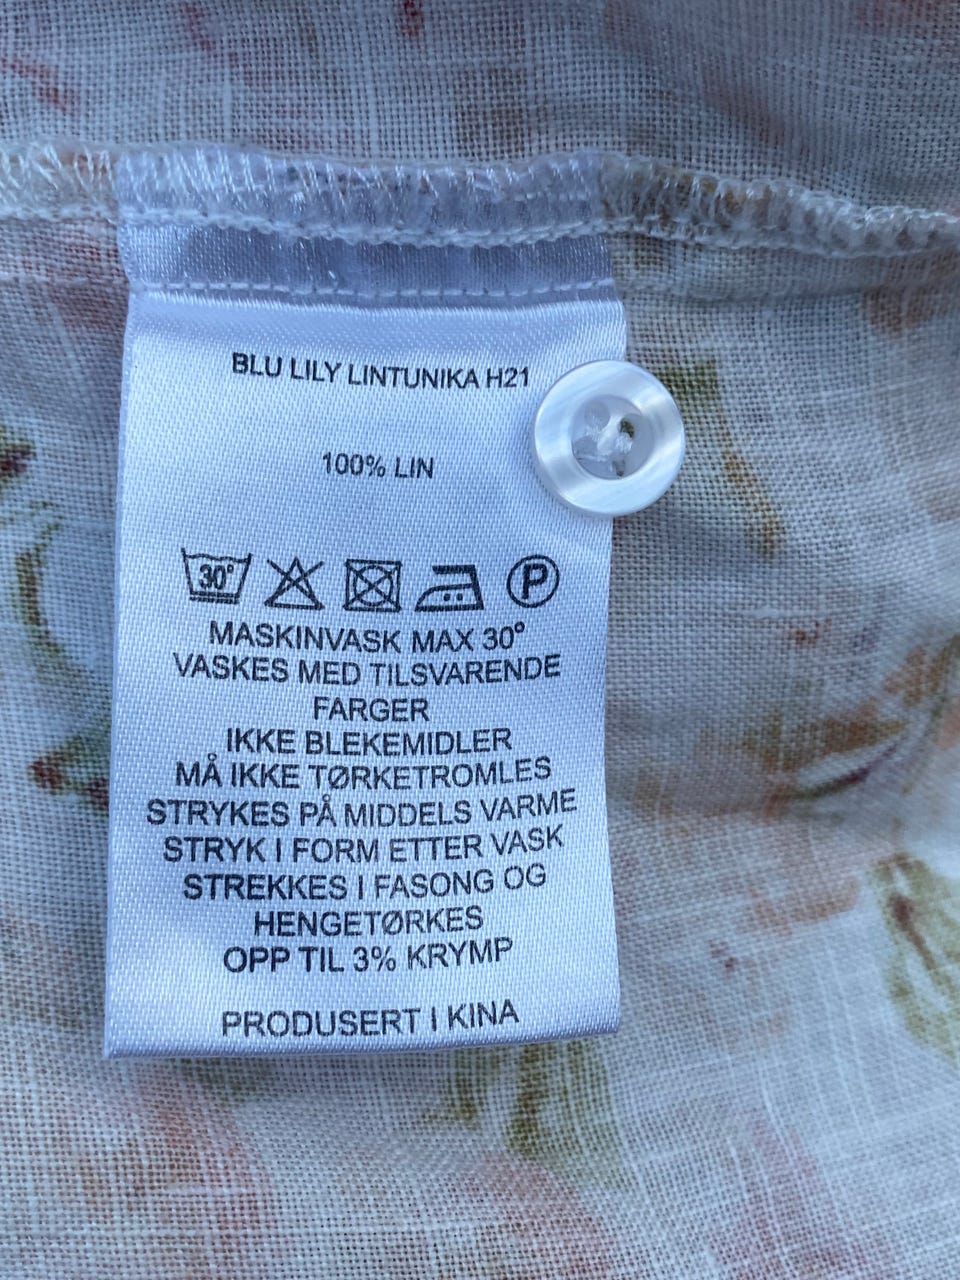 BLU LILY LINTUNIKA H21
100% LIN
30° P
MASKINVASK MAX 30°
VASKES MED TILSVARENDE
FARGER
IKKE BLEKEMIDLER
MÅ IKKE TØRKETROMLES
STRYKES PÅ MIDDELS VARME
STRYK I FORM ETTER VASK
STREKKES I FASONG OG
HENGETØRKES
OPP TIL 3% KRYMP
PRODUSERT I KINA